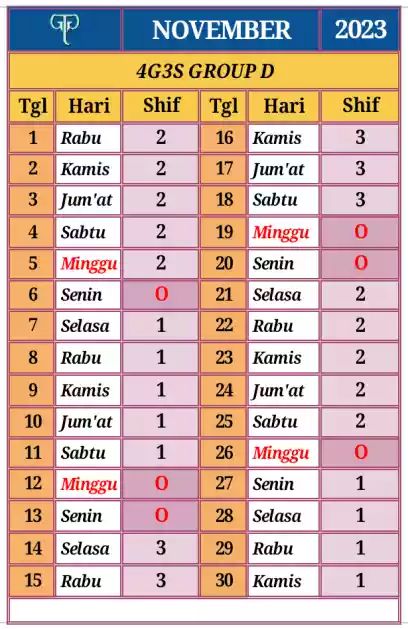 NOVEMBER 2023
4G3S GROUP D
Tgl Hari Shif Tgl Hari Shif
1 Rabu 2 16 Kamis 3
2 Kamis 2 17 Jum'at 3
3 Jum'at 2 18 Sabtu 3
4 Sabtu 2 19 Minggu O
5 Minggu 2 20 Senin O
6 Senin O 21 Selasa 2
7 Selasa 1 22 Rabu 2
8 Rabu 1 23 Kamis 2
9 Kamis 1 24 Jum'at 2
10 Jum'at 1 25 Sabtu 2
11 Sabtu 1 26 Minggu O
12 Minggu O 27 Senin 1
13 Senin O 28 Selasa 1
14 Selasa 3 29 Rabu 1
15 Rabu 3 30 Kamis 1